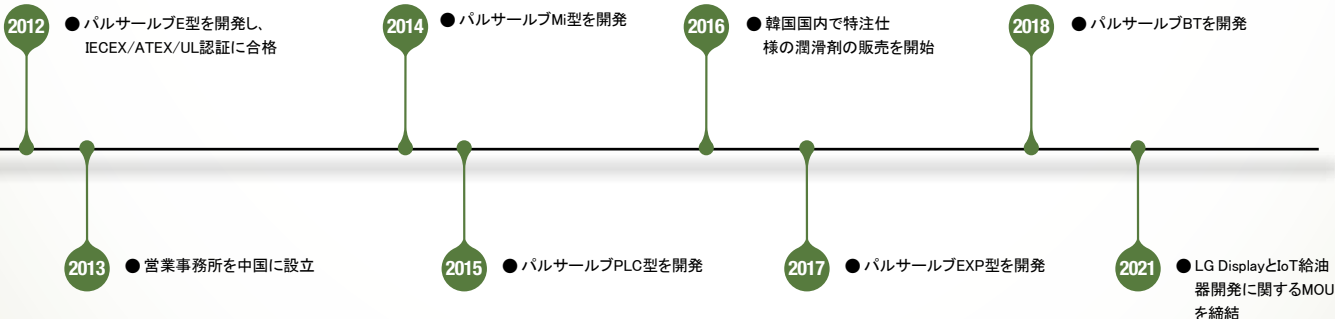 2012
● パルサールブE型を開発し、
IECEX/ATEX/UL認証に合格
2013
● 営業事務所を中国に設立
2014
● パルサールブMi型を開発
2015
● パルサールブPLC型を開発
2016
● 韓国国内で特注仕
様の潤滑剤の販売を開始
2017
● パルサールブEXP型を開発
2018
● パルサールブBTを開発
2021
● LG DisplayとIoT給油
器開発に関するMOU
を締結